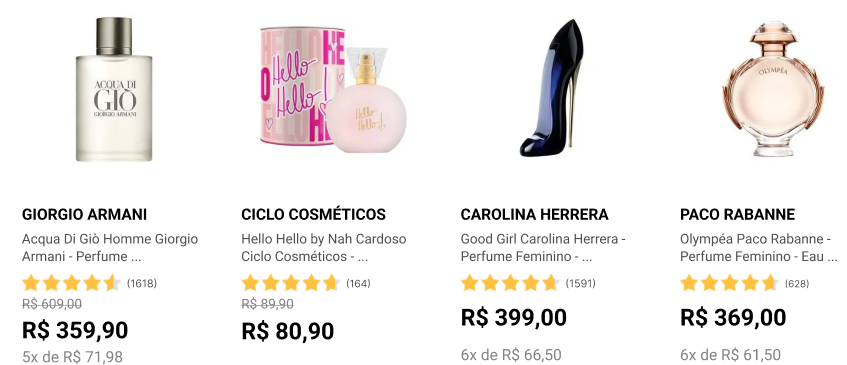 ACQUA DI
GIÒ
GIORGIO ARMANI
HELLO HE
O
Hello
Hello!
Hello
Hello!
OLYMPÉA
GIORGIO ARMANI
Acqua Di Giò Homme Giorgio
Armani - Perfume ...
(1618)
R$ 609,00
R$ 359,90
5x de R$ 71,98
CICLO COSMÉTICOS
Hello Hello by Nah Cardoso
Ciclo Cosméticos - ...
(164)
R$ 89,90
R$ 80,90
CAROLINA HERRERA
Good Girl Carolina Herrera -
Perfume Feminino - ...
(1591)
R$ 399,00
6x de R$ 66,50
PACO RABANNE
Olympéa Paco Rabanne -
Perfume Feminino - Eau ...
(628)
R$ 369,00
6x de R$ 61,50